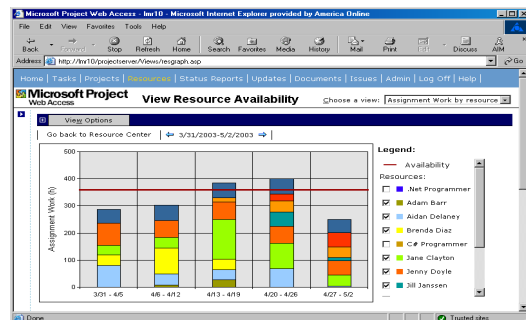 Microsoft Project Web Access - lmr10 - Microsoft Internet Explorer provided by America Online
File Edit View Favorites Tools Help
Back Forward Stop Refresh Home Search Favorites Media History Mail Print Edit Discuss AIM
Address http://lmr10/projectserver/Views/resgraph.asp Go
Home | Tasks | Projects | Resources | Status Reports | Updates | Documents | Issues | Admin | Log Off | Help |
Microsoft Project
Web Access
View Resource Availability
Choose a view: Assignment Work by resource
View Options
Go back to Resource Center 3/31/2003-5/2/2003
Assignment Work (h)
500
400
300
200
100
0
3/31 - 4/5 4/6 - 4/12 4/13 - 4/19 4/20 - 4/26 4/27 - 5/2
Legend:
Availability
Resources:
.Net Programmer
Adam Barr
Aidan Delaney
Brenda Diaz
C# Programmer
Jane Clayton
Jenny Doyle
Jill Janssen
Done Trusted sites